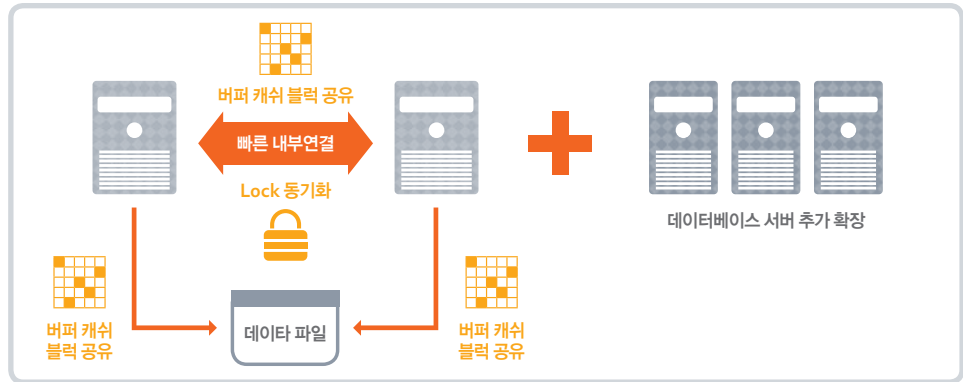 버퍼 캐쉬 블럭 공유
빠른 내부연결
Lock 동기화
데이터베이스 서버 추가 확장
버퍼 캐쉬
블럭 공유
데이타 파일
버퍼 캐쉬
블럭 공유